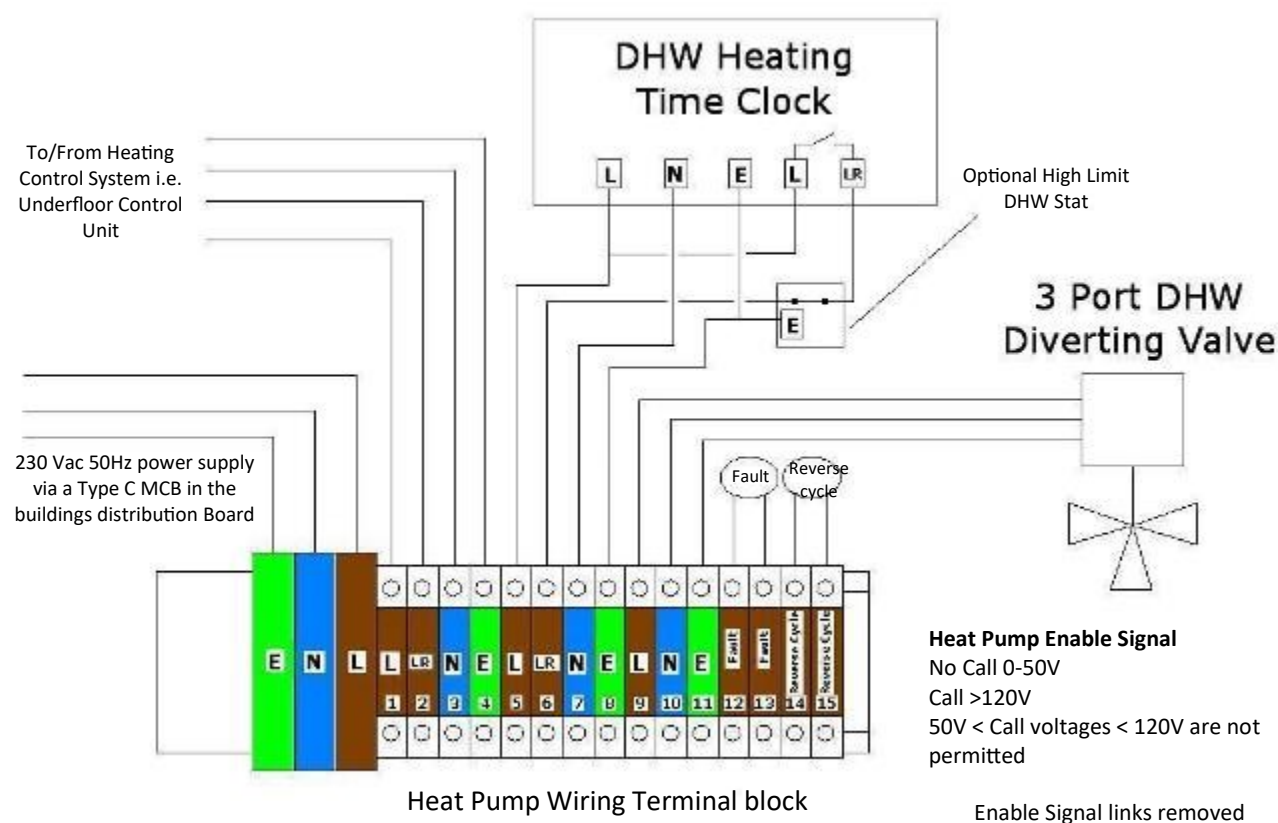 DHW Heating
Time Clock
L N E L LR
To/From Heating
Control System i.e.
Underfloor Control
Unit
Optional High Limit
DHW Stat
E
3 Port DHW
Diverting Valve
230 Vac 50Hz power supply
via a Type C MCB in the
buildings distribution Board
Fault
Reverse
cycle
E N L L LR N E L LR N E L N E Fault Fault Reverse Cycle Reverse Cycle
1 2 3 4 5 6 7 8 9 10 11 12 13 14 15
Heat Pump Wiring Terminal block
Heat Pump Enable Signal
No Call 0-50V
Call >120V
50V < Call voltages < 120V are not
permitted
Enable Signal links removed